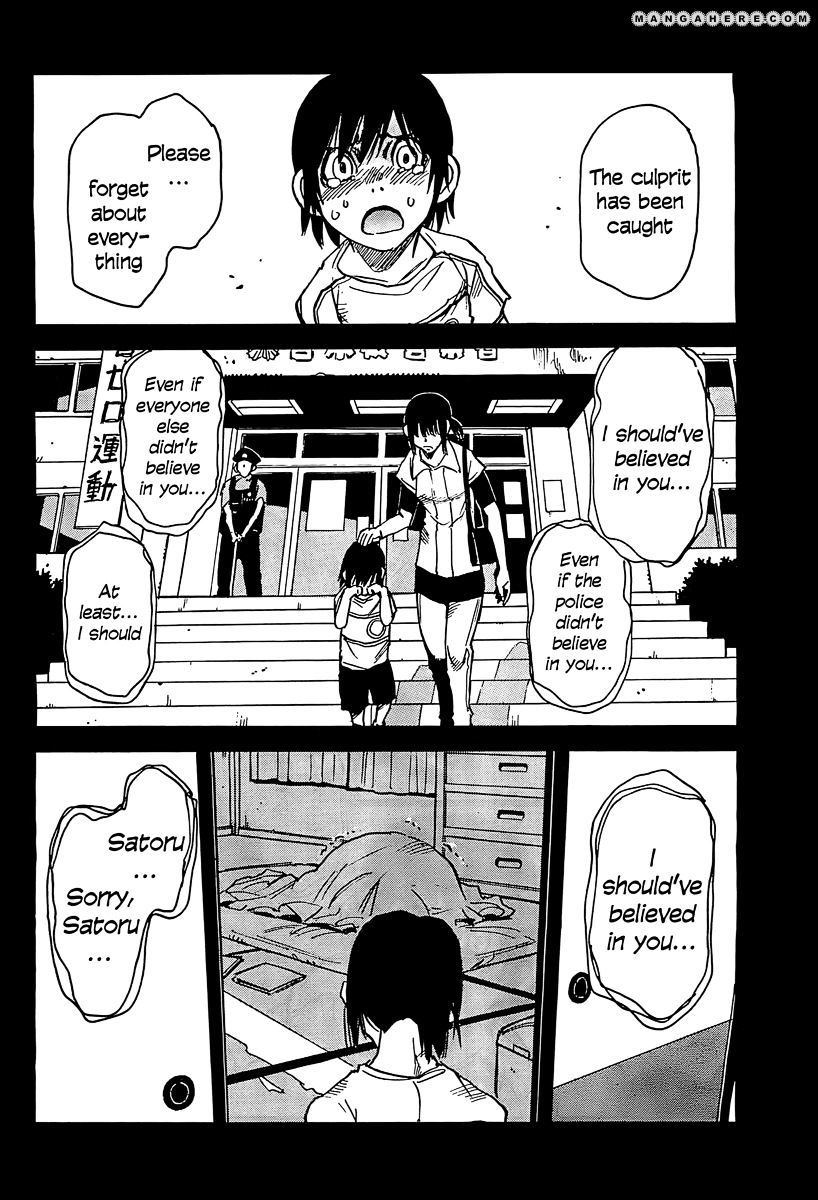 MANGAHERE.COM
The culprit
has been
caught
Please
...
forget
about
every-
thing
I should've
believed
in you...
Even
if the
police
didn't
believe
in you...
Even if
everyone
else
didn't
believe
in you...
At
least...
I should
ゼロ運動
I
should've
believed
in you...
Satoru
...
Sorry,
Satoru
...